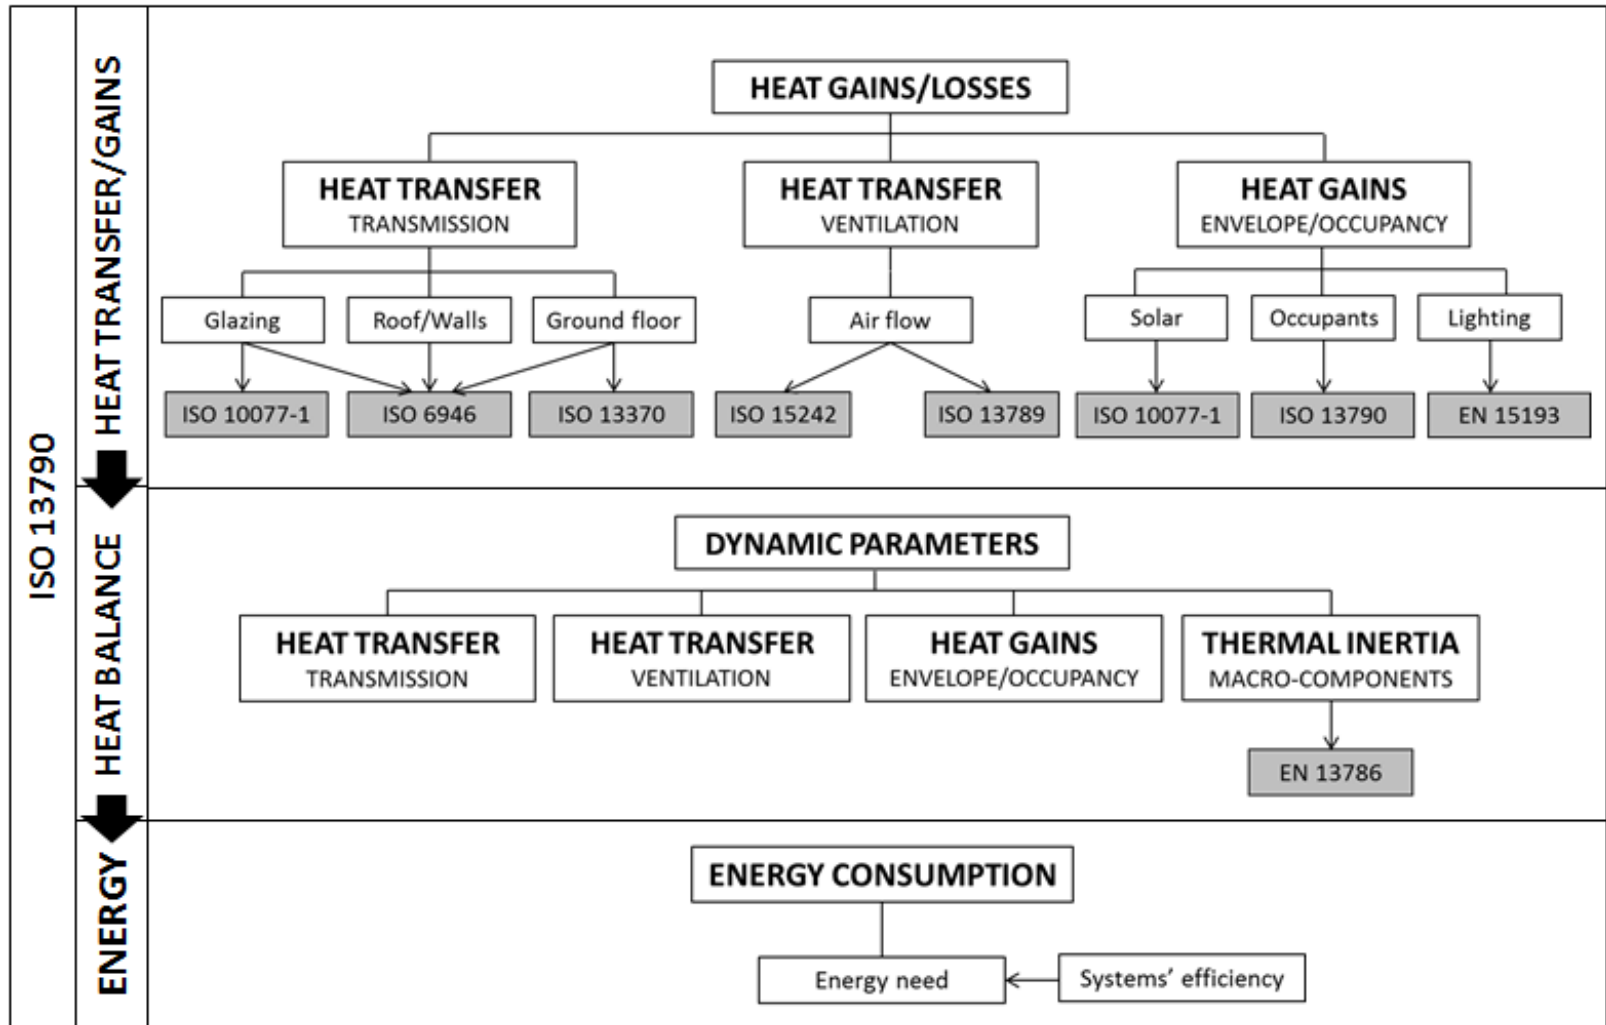 ISO 13790
HEAT TRANSFER/GAINS
HEAT GAINS/LOSSES
HEAT TRANSFER
TRANSMISSION
HEAT TRANSFER
VENTILATION
HEAT GAINS
ENVELOPE/OCCUPANCY
Glazing
Roof/Walls
Ground floor
Air flow
Solar
Occupants
Lighting
ISO 10077-1
ISO 6946
ISO 13370
ISO 15242
ISO 13789
ISO 10077-1
ISO 13790
EN 15193
HEAT BALANCE
DYNAMIC PARAMETERS
HEAT TRANSFER
TRANSMISSION
HEAT TRANSFER
VENTILATION
HEAT GAINS
ENVELOPE/OCCUPANCY
THERMAL INERTIA
MACRO-COMPONENTS
EN 13786
ENERGY
ENERGY CONSUMPTION
Energy need
Systems’ efficiency